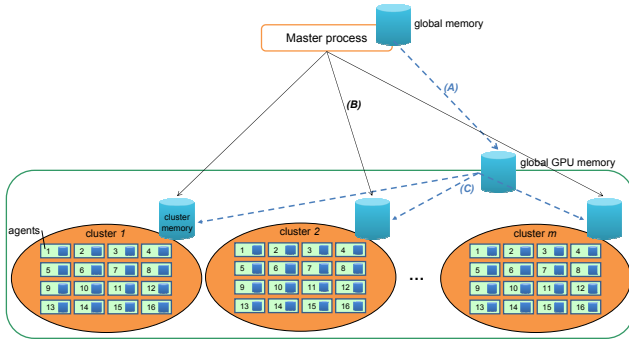 global memory
Master process
(A)
(B)
global GPU memory
(C)
cluster
memory
agents
cluster 1
cluster 2
cluster m
1 2 3 4
5 6 7 8
9 10 11 12
13 14 15 16
1 2 3 4
5 6 7 8
9 10 11 12
13 14 15 16
...
1 2 3 4
5 6 7 8
9 10 11 12
13 14 15 16